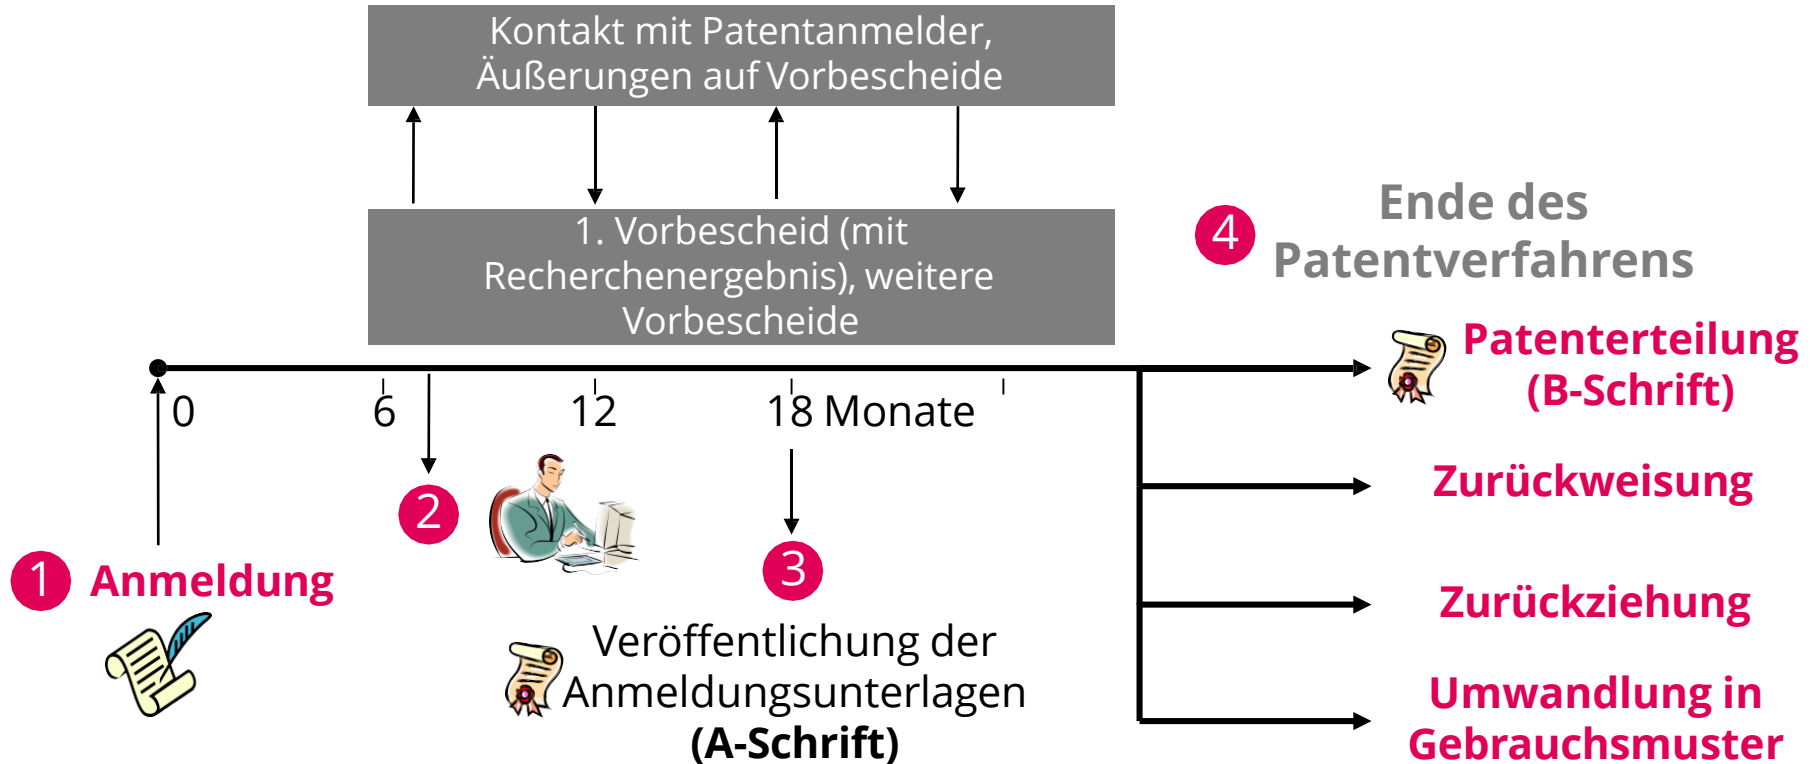 Kontakt mit Patentanmelder,
Äußerungen auf Vorbescheide
1. Vorbescheid (mit
Recherchenergebnis), weitere
Vorbescheide
4
Ende des
Patentverfahrens
0
6
12
18 Monate
1
Anmeldung
2
3
Veröffentlichung der
Anmeldungsunterlagen
(A-Schrift)
Patenterteilung
(B-Schrift)
Zurückweisung
Zurückziehung
Umwandlung in
Gebrauchsmuster